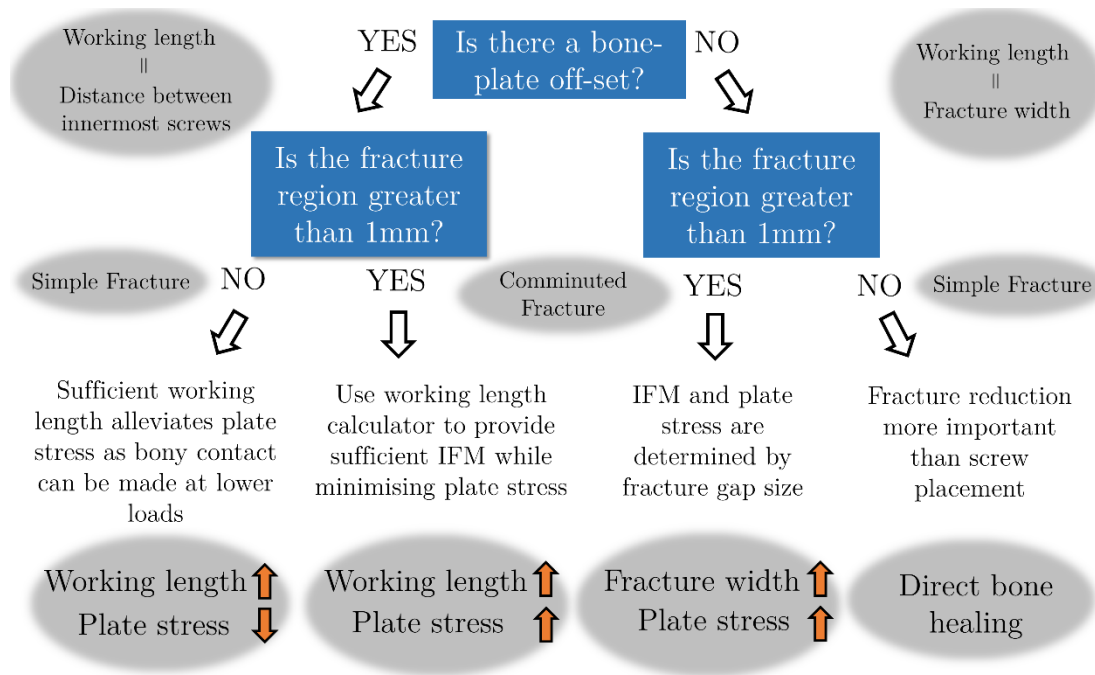 Working length
=
Distance between
innermost screws
YES
Is there a bone-
plate off-set?
NO
Working length
=
Fracture width
Is the fracture
region greater
than 1mm?
Is the fracture
region greater
than 1mm?
Simple Fracture
NO
YES
Comminuted
Fracture
YES
NO
Simple Fracture
Sufficient working
length alleviates plate
stress as bony contact
can be made at lower
loads
Use working length
calculator to provide
sufficient IFM while
minimising plate stress
IFM and plate
stress are
determined by
fracture gap size
Fracture reduction
more important
than screw
placement
Working length
Plate stress
Working length
Plate stress
Fracture width
Plate stress
Direct bone
healing